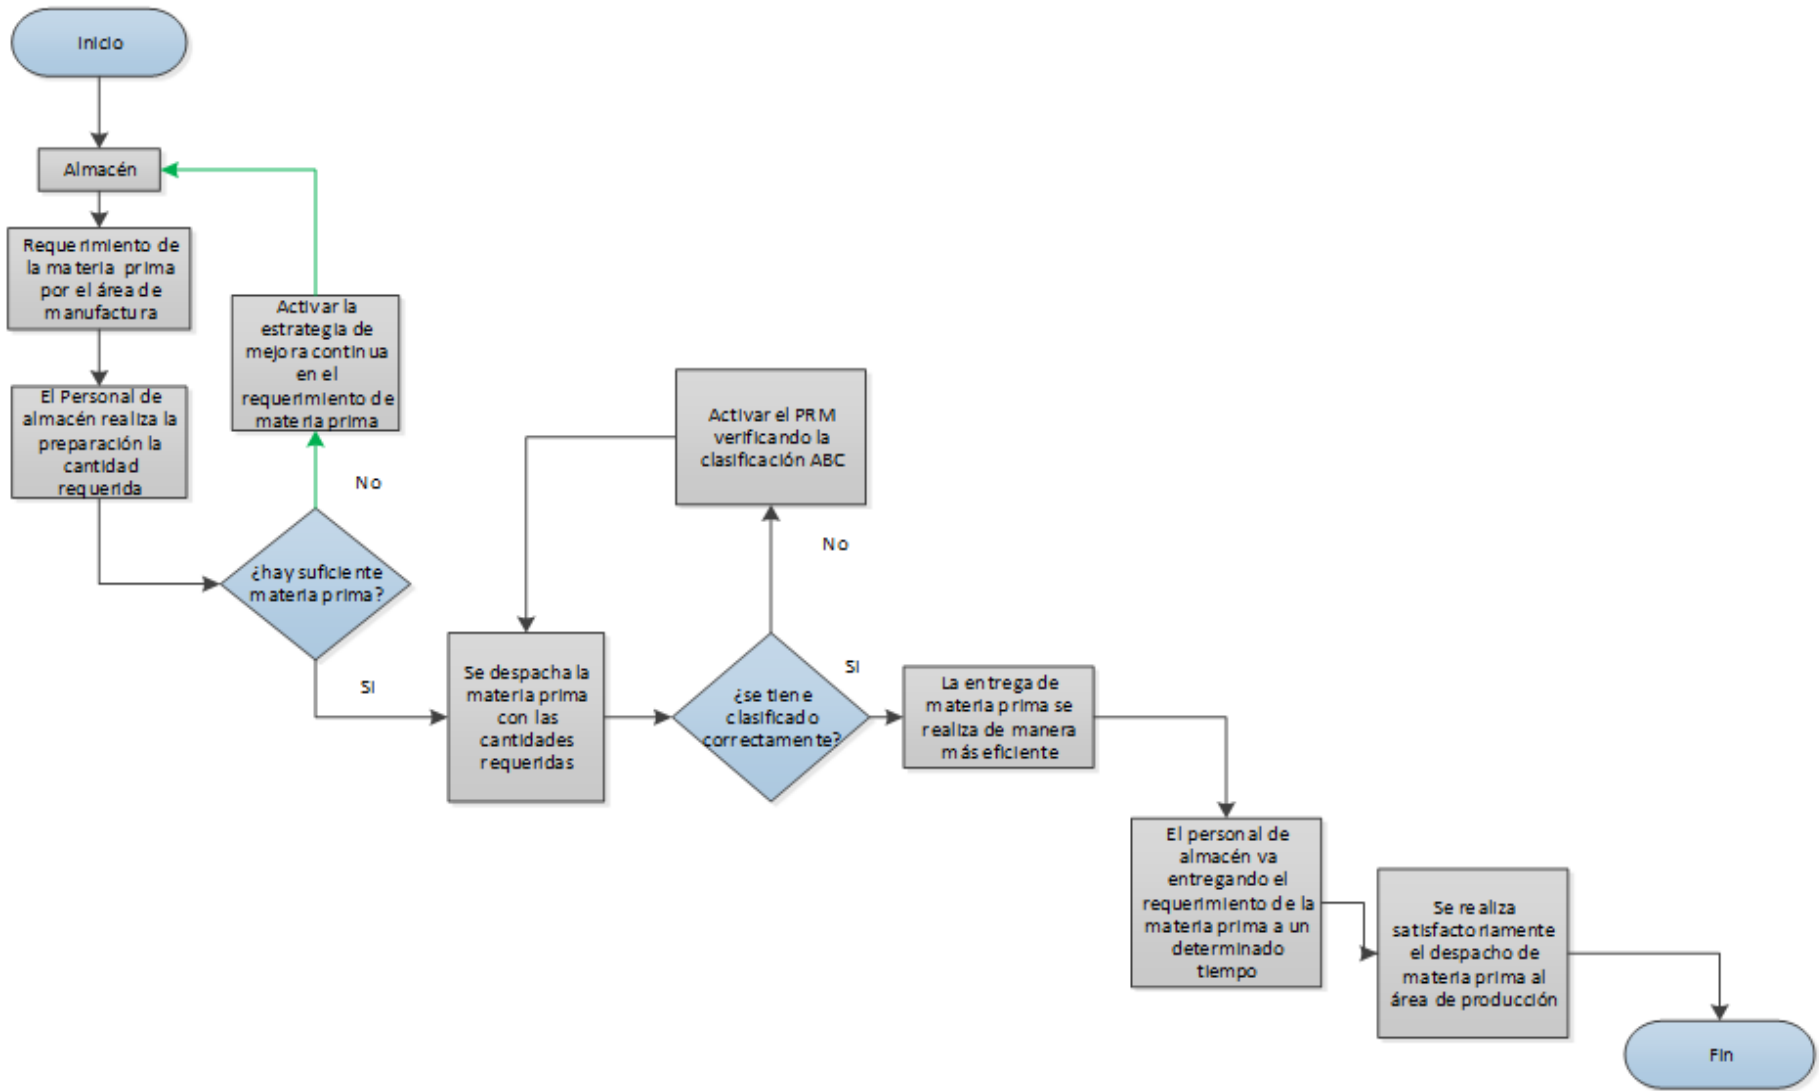 Inicio
Almacén
Requerimiento de
la materia prima
por el área de
manufactura
El Personal de
almacén realiza la
preparación la
cantidad
requerida
¿hay suficiente
materia prima?
No
Activar la
estrategia de
mejora continua
en el
requerimiento de
materia prima
Si
Se despacha la
materia prima
con las
cantidades
requeridas
¿se tiene
clasificado
correctamente?
No
Activar el PRM
verificando la
clasificación ABC
Si
La entrega de
materia prima se
realiza de manera
más eficiente
El personal de
almacén va
entregando el
requerimiento de la
materia prima a un
determinado
tiempo
Se realiza
satisfactoriamente
el despacho de
materia prima al
área de producción
Fin